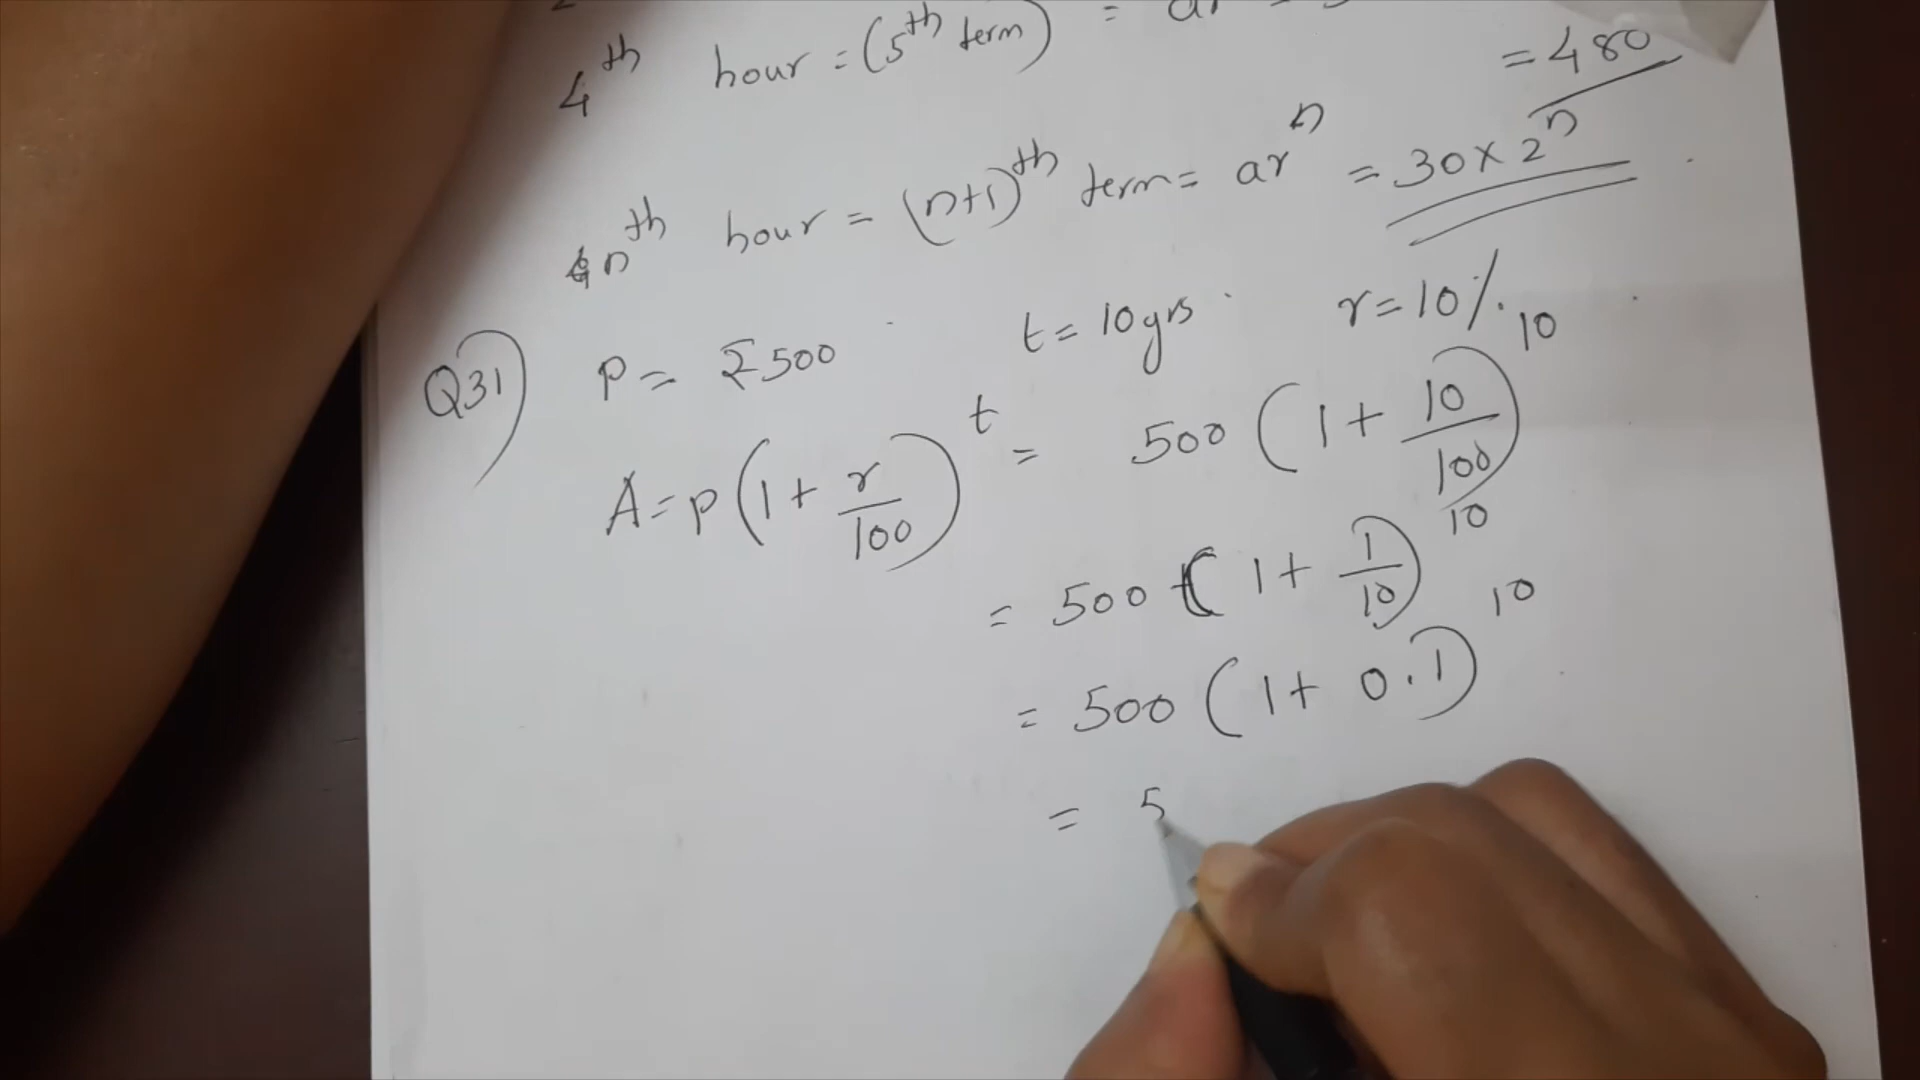 4th hour = (5th term) = ar
= 480
nth hour = (n+1)th term = ar^n = 30 × 2^n
Q31) P = ₹500 t = 10yrs. r = 10%.
A = P(1 + r/100)^t = 500 (1 + 10/100)^10
= 500 (1 + 1/10)^10
= 500 (1 + 0.1)^10
= 5